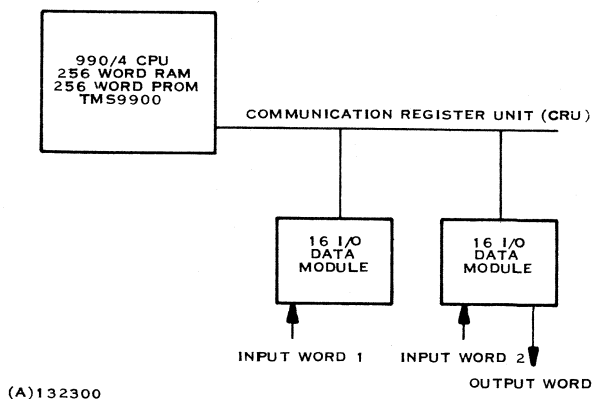 990/4 CPU
256 WORD RAM
256 WORD PROM
TMS9900
COMMUNICATION REGISTER UNIT (CRU)
16 I/O
DATA
MODULE
16 I/O
DATA
MODULE
INPUT WORD 1
INPUT WORD 2
OUTPUT WORD
(A)132300